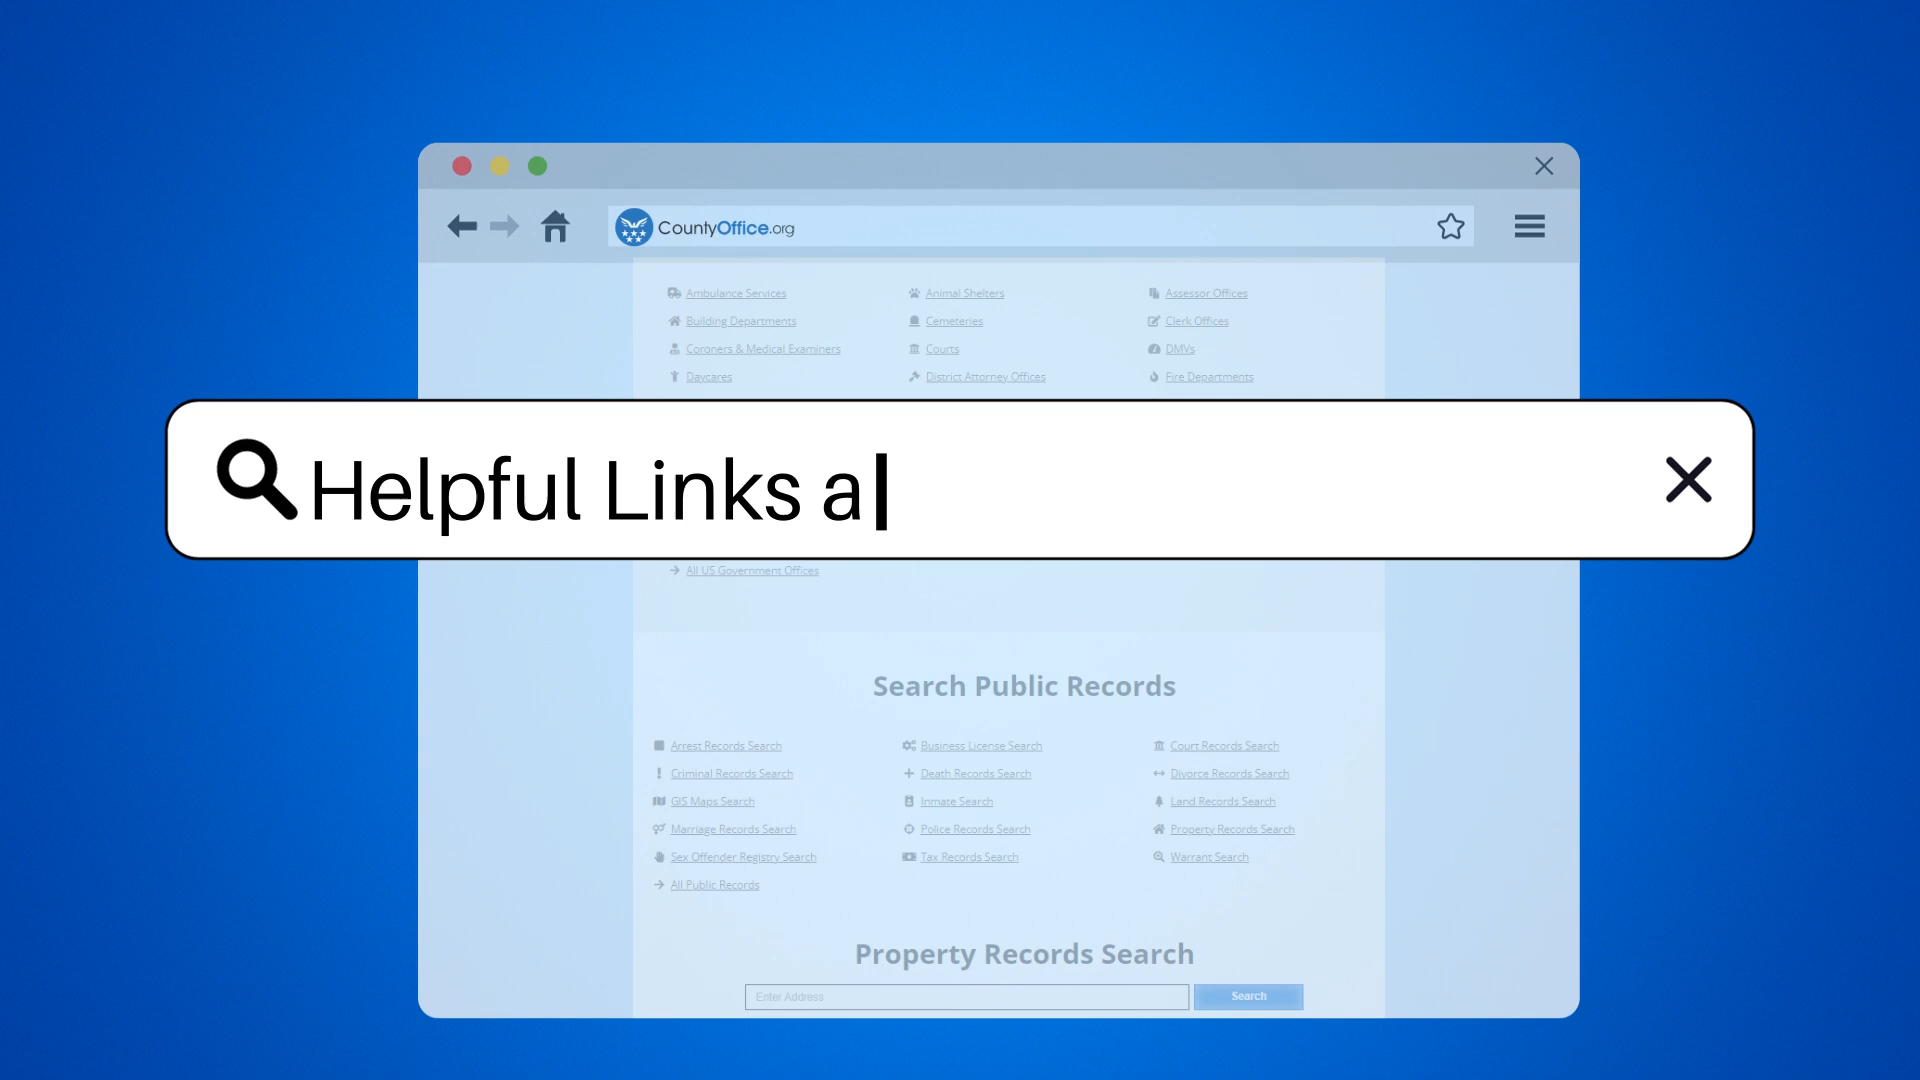 CountyOffice.org
Ambulance Services Animal Shelters Assessor Offices
Building Departments Cemeteries Clerk Offices
Coroners & Medical Examiners Courts DMVs
Daycares District Attorney Offices Fire Departments
Helpful Links a
All US Government Offices
Search Public Records
Arrest Records Search Business License Search Court Records Search
Criminal Records Search Death Records Search Divorce Records Search
GIS Maps Search Inmate Search Land Records Search
Marriage Records Search Police Records Search Property Records Search
Sex Offender Registry Search Tax Records Search Warrant Search
All Public Records
Property Records Search
Enter Address Search